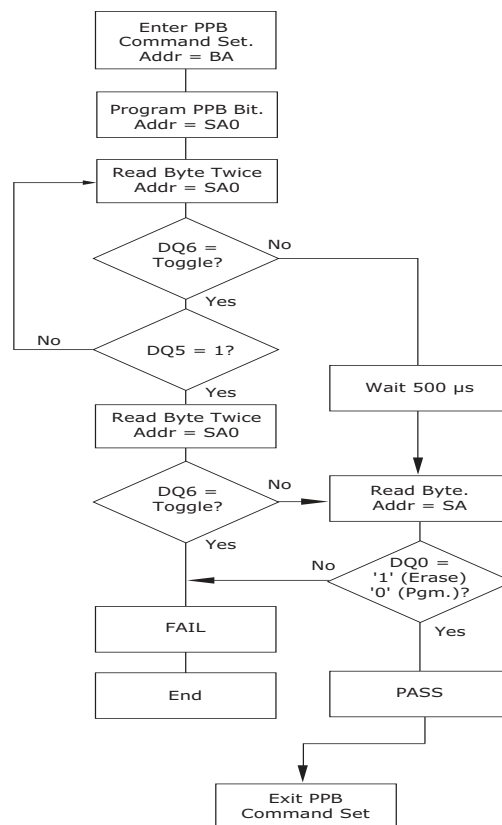 Enter PPB
Command Set.
Addr = BA
Program PPB Bit.
Addr = SA0
Read Byte Twice
Addr = SA0
DQ6 =
Toggle?
No
Yes
No
DQ5 = 1?
Yes
Wait 500 µs
Read Byte Twice
Addr = SA0
DQ6 =
Toggle?
No
Read Byte.
Addr = SA
Yes
No
DQ0 =
'1' (Erase)
'0' (Pgm.)?
FAIL
Yes
End
PASS
Exit PPB
Command Set